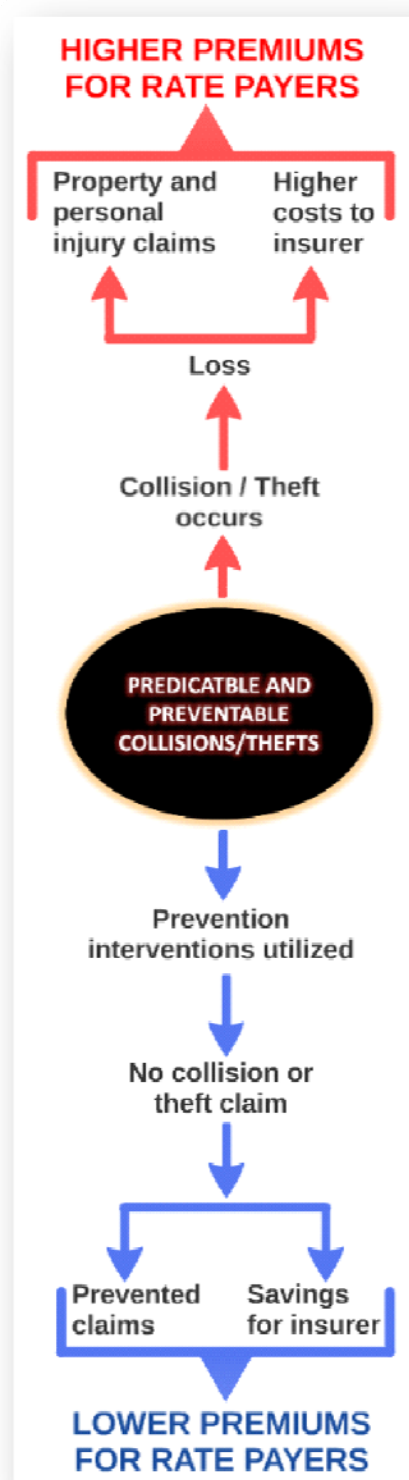 HIGHER PREMIUMS
FOR RATE PAYERS
Property and
personal
injury claims
Higher
costs to
insurer
Loss
Collision / Theft
occurs
PREDICATBLE AND
PREVENTABLE
COLLISIONS/THEFTS
Prevention
interventions utilized
No collision or
theft claim
Prevented
claims
Savings
for insurer
LOWER PREMIUMS
FOR RATE PAYERS